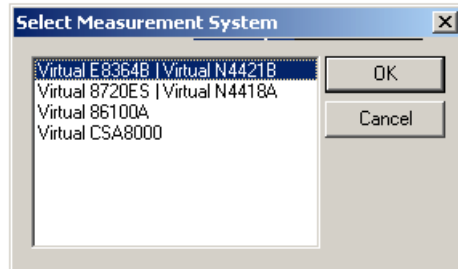 Select Measurement System
Virtual E8364B | Virtual N4421B
Virtual 8720ES | Virtual N4418A
Virtual 86100A
Virtual CSA8000
OK
Cancel